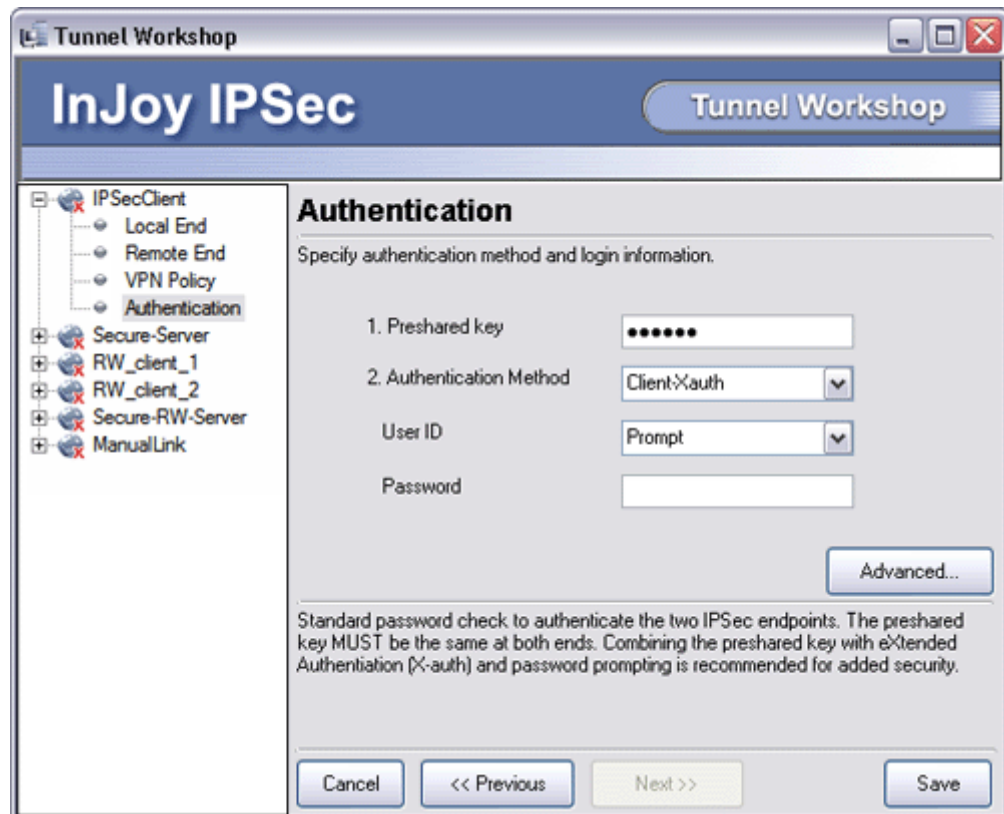 Tunnel Workshop
InJoy IPSec
Tunnel Workshop
IPSecClient
Local End
Remote End
VPN Policy
Authentication
Secure-Server
RW_client_1
RW_client_2
Secure-RW-Server
ManualLink
Authentication
Specify authentication method and login information.
1. Preshared key
••••••
2. Authentication Method
Client-Xauth
User ID
Prompt
Password
Advanced...
Standard password check to authenticate the two IPSec endpoints. The preshared
key MUST be the same at both ends. Combining the preshared key with eXtended
Authentiation (X-auth) and password prompting is recommended for added security.
Cancel
<< Previous
Next >>
Save